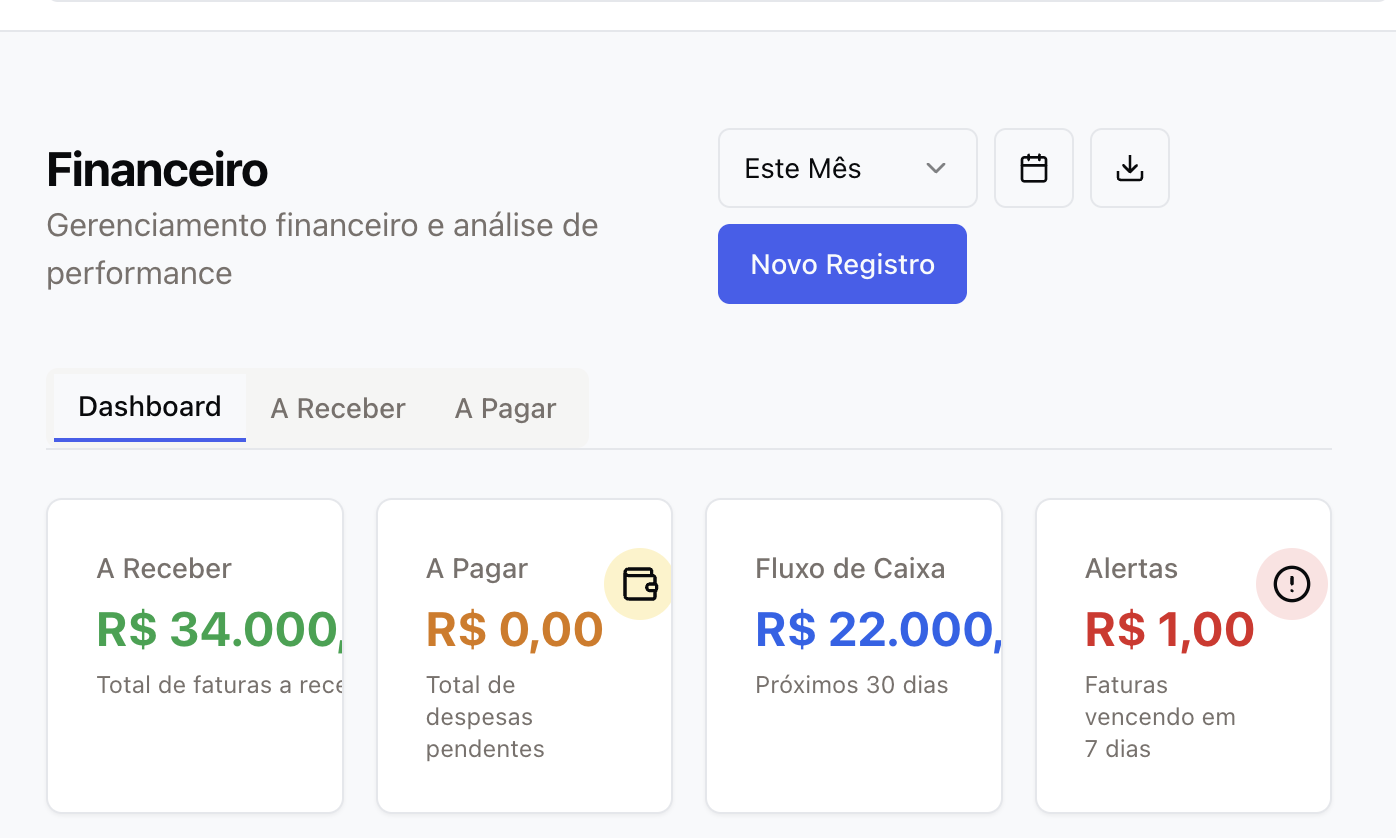 Financeiro
Gerenciamento financeiro e análise de
performance
Este Mês
Novo Registro
Dashboard
A Receber
A Pagar
A Receber
R$ 34.000,
Total de faturas a rece
A Pagar
R$ 0,00
Total de
despesas
pendentes
Fluxo de Caixa
R$ 22.000,
Próximos 30 dias
Alertas
R$ 1,00
Faturas
vencendo em
7 dias